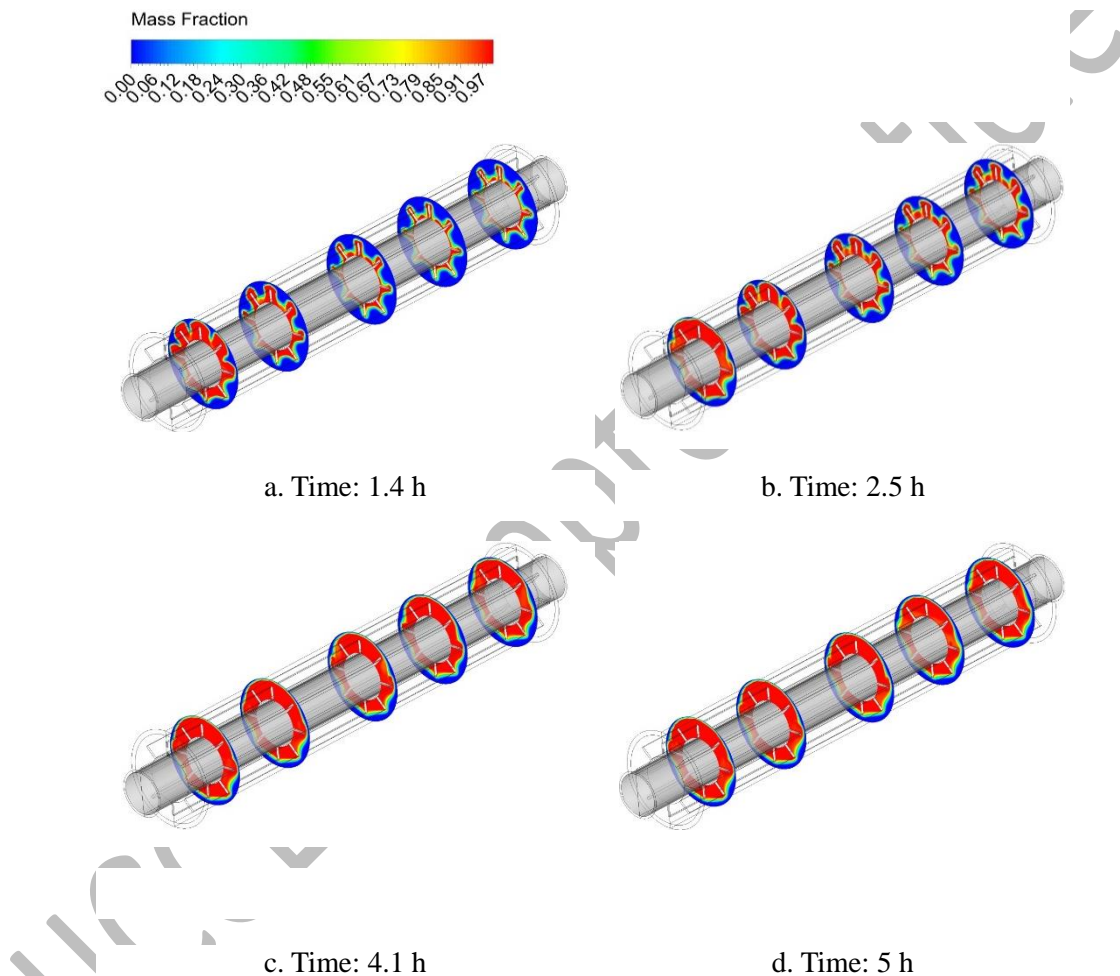 Mass Fraction
0.00 0.06 0.12 0.18 0.24 0.30 0.36 0.42 0.48 0.55 0.61 0.67 0.73 0.79 0.85 0.91 0.97
a. Time: 1.4 h
b. Time: 2.5 h
c. Time: 4.1 h
d. Time: 5 h